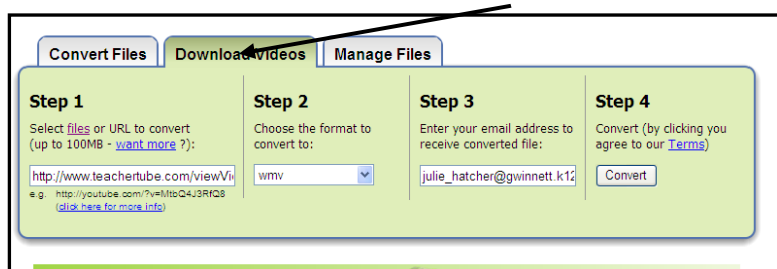 Convert Files Download Videos Manage Files
Step 1
Select files or URL to convert
(up to 100MB - want more ?):
http://www.teachertube.com/viewVi
e.g. http://youtube.com/?v=MtbQ4J3RfQ8
(click here for more info)
Step 2
Choose the format to
convert to:
wmv
Step 3
Enter your email address to
receive converted file:
julie_hatcher@gwinnett.k12
Step 4
Convert (by clicking you
agree to our Terms)
Convert